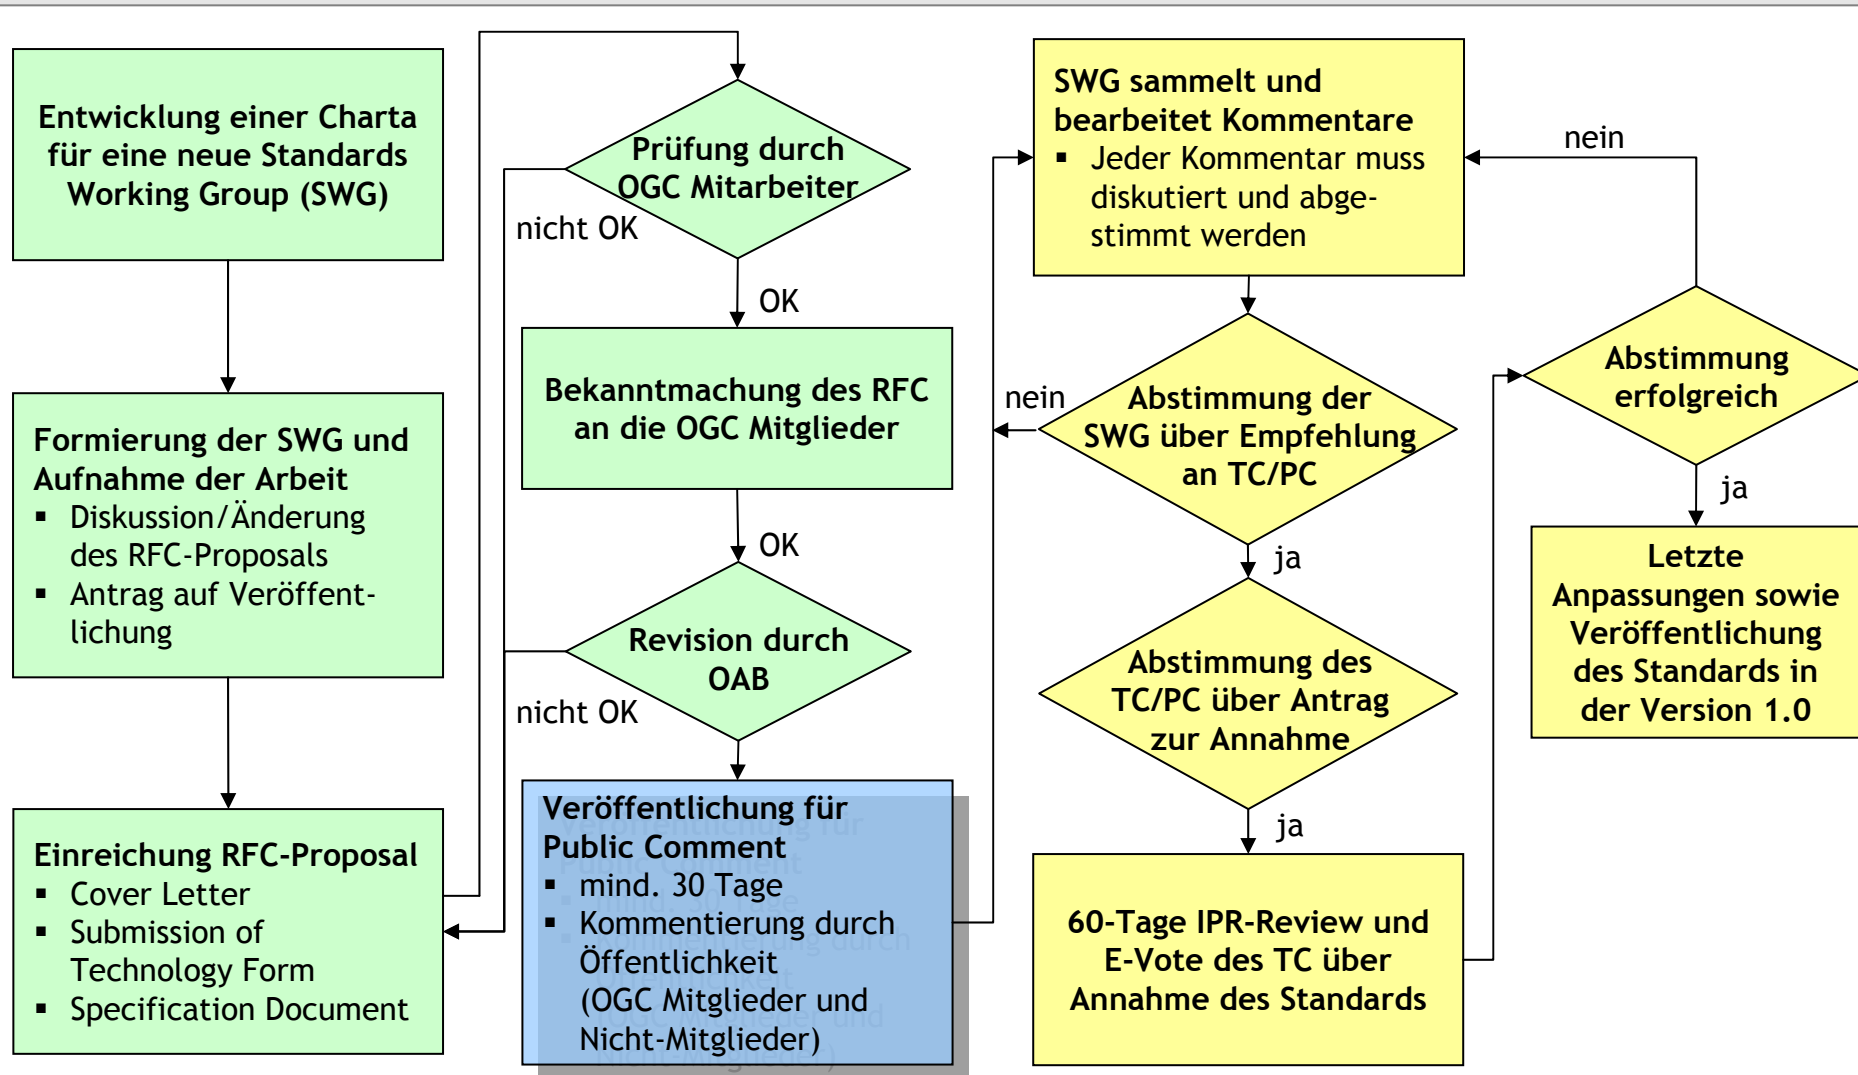 Entwicklung einer Charta
für eine neue Standards
Working Group (SWG)
Formierung der SWG und
Aufnahme der Arbeit
▪ Diskussion/Änderung
des RFC-Proposals
▪ Antrag auf Veröffent-
lichung
Einreichung RFC-Proposal
▪ Cover Letter
▪ Submission of
Technology Form
▪ Specification Document
Prüfung durch
OGC Mitarbeiter
nicht OK
OK
Bekanntmachung des RFC
an die OGC Mitglieder
OK
Revision durch
OAB
nicht OK
Veröffentlichung für
Public Comment
▪ mind. 30 Tage
▪ Kommentierung durch
Öffentlichkeit
(OGC Mitglieder und
Nicht-Mitglieder)
SWG sammelt und
bearbeitet Kommentare
▪ Jeder Kommentar muss
diskutiert und abge-
stimmt werden
nein
Abstimmung der
SWG über Empfehlung
an TC/PC
ja
Abstimmung des
TC/PC über Antrag
zur Annahme
ja
60-Tage IPR-Review und
E-Vote des TC über
Annahme des Standards
nein
Abstimmung
erfolgreich
ja
Letzte
Anpassungen sowie
Veröffentlichung
des Standards in
der Version 1.0